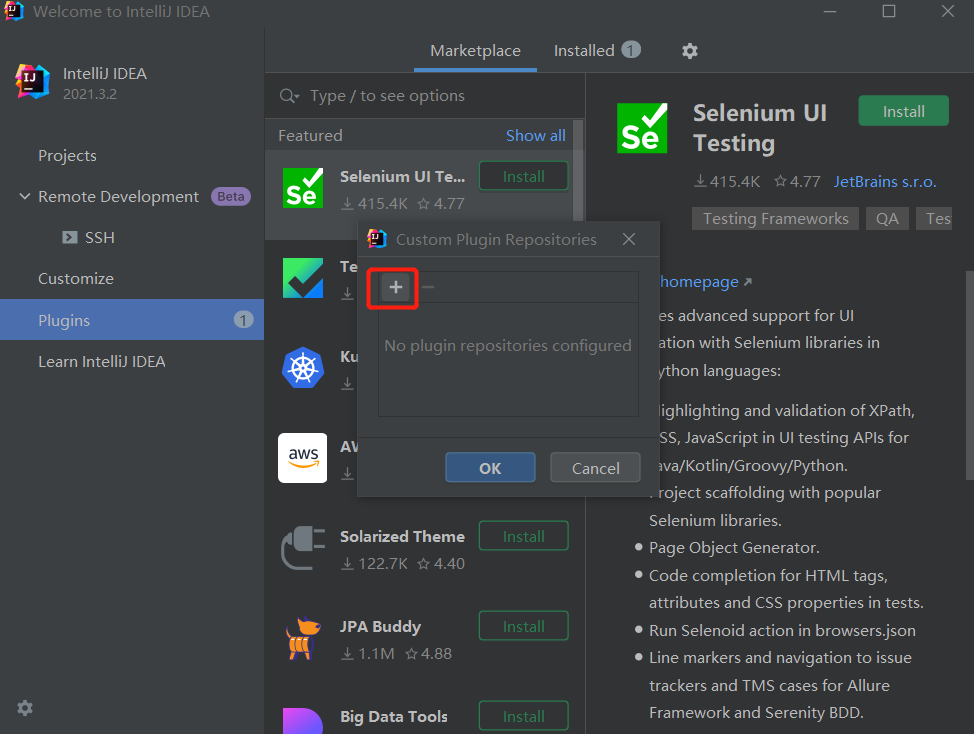 Welcome to IntelliJ IDEA
IntelliJ IDEA
2021.3.2
Projects
Remote Development Beta
SSH
Customize
Plugins 1
Learn IntelliJ IDEA
Marketplace Installed 1
Type / to see options
Featured Show all
Selenium UI Te... Install
415.4K 4.77
Te
Ku
aws
AW
Solarized Theme Install
122.7K 4.40
JPA Buddy Install
1.1M 4.88
Big Data Tools Install
Custom Plugin Repositories
No plugin repositories configured
OK Cancel
Se
Selenium UI Testing Install
415.4K 4.77 JetBrains s.r.o.
Testing Frameworks QA Tes
homepage
es advanced support for UI
ation with Selenium libraries in
ython languages:
ighlighting and validation of XPath,
SS, JavaScript in UI testing APIs for
ava/Kotlin/Groovy/Python.
roject scaffolding with popular
Selenium libraries.
Page Object Generator.
Code completion for HTML tags,
attributes and CSS properties in tests.
Run Selenoid action in browsers.json
Line markers and navigation to issue
trackers and TMS cases for Allure
Framework and Serenity BDD.